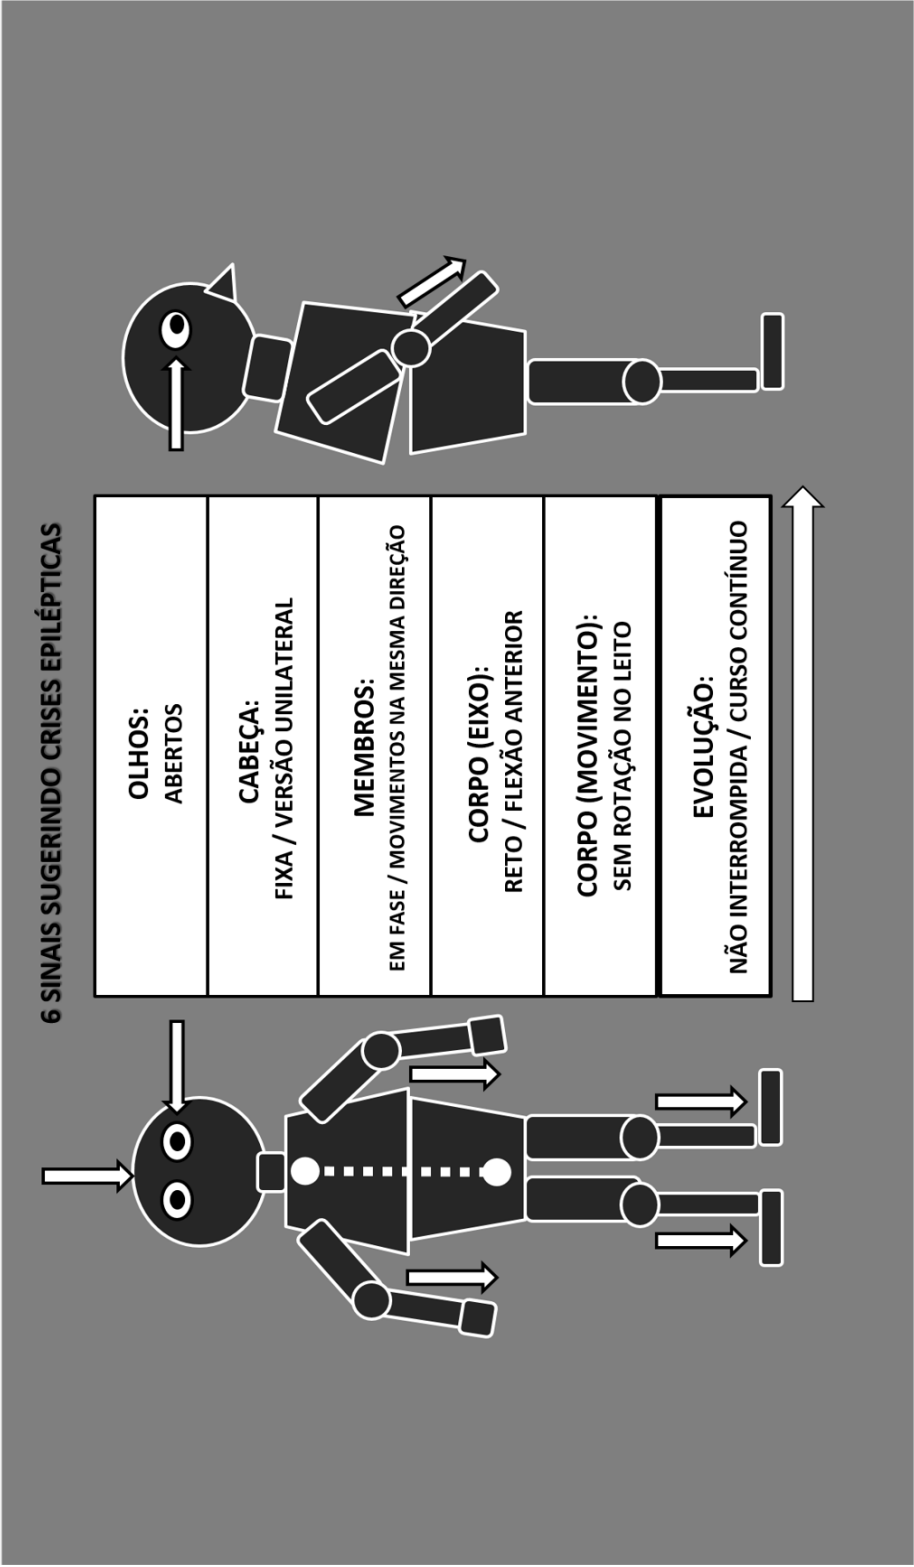 6 SINAIS SUGERINDO CRISES EPILÉPTICAS
OLHOS:
ABERTOS
CABEÇA:
FIXA / VERSÃO UNILATERAL
MEMBROS:
EM FASE / MOVIMENTOS NA MESMA DIREÇÃO
CORPO (EIXO):
RETO / FLEXÃO ANTERIOR
CORPO (MOVIMENTO):
SEM ROTAÇÃO NO LEITO
EVOLUÇÃO:
NÃO INTERROMPIDA / CURSO CONTÍNUO